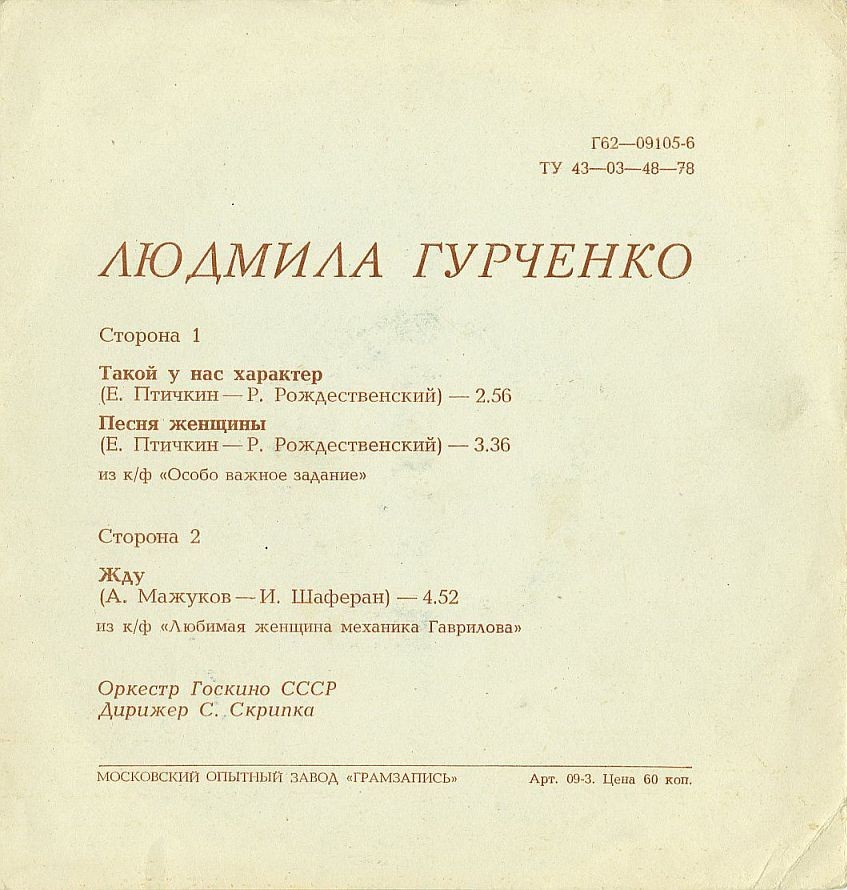 Г62—09105-6
ТУ 43—03—48—78
ЛЮДМИЛА ГУРЧЕНКО
Сторона 1
Такой у нас характер
(Е. Птичкин — Р. Рождественский) — 2.56
Песня женщины
(Е. Птичкин — Р. Рождественский) — 3.36
из к/ф «Особо важное задание»
Сторона 2
Жду
(А. Мажуков — И. Шаферан) — 4.52
из к/ф «Любимая женщина механика Гаврилова»
Оркестр Госкино СССР
Дирижер С. Скрипка
МОСКОВСКИЙ ОПЫТНЫЙ ЗАВОД «ГРАМЗАПИСЬ» Арт. 09-3. Цена 60 коп.